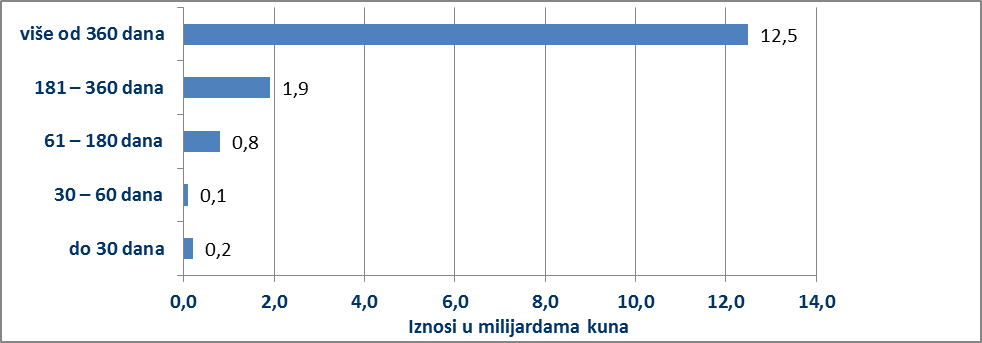 više od 360 dana 12,5
181 – 360 dana 1,9
61 – 180 dana 0,8
30 – 60 dana 0,1
do 30 dana 0,2
0,0 2,0 4,0 6,0 8,0 10,0 12,0 14,0
Iznosi u milijardama kuna